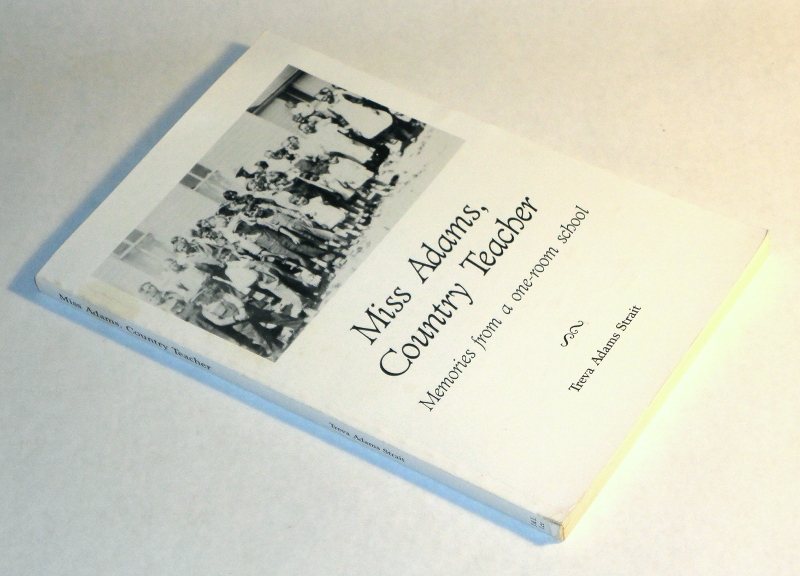 Miss Adams,
Country Teacher
Memories from a one-room school
Treva Adams Strait
Miss Adams, Country Teacher
Treva Adams Strait